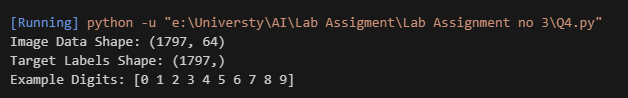 [Running] python -u "e:\Universty\AI\Lab Assigment\Lab Assignment no 3\Q4.py"
Image Data Shape: (1797, 64)
Target Labels Shape: (1797,)
Example Digits: [0 1 2 3 4 5 6 7 8 9]